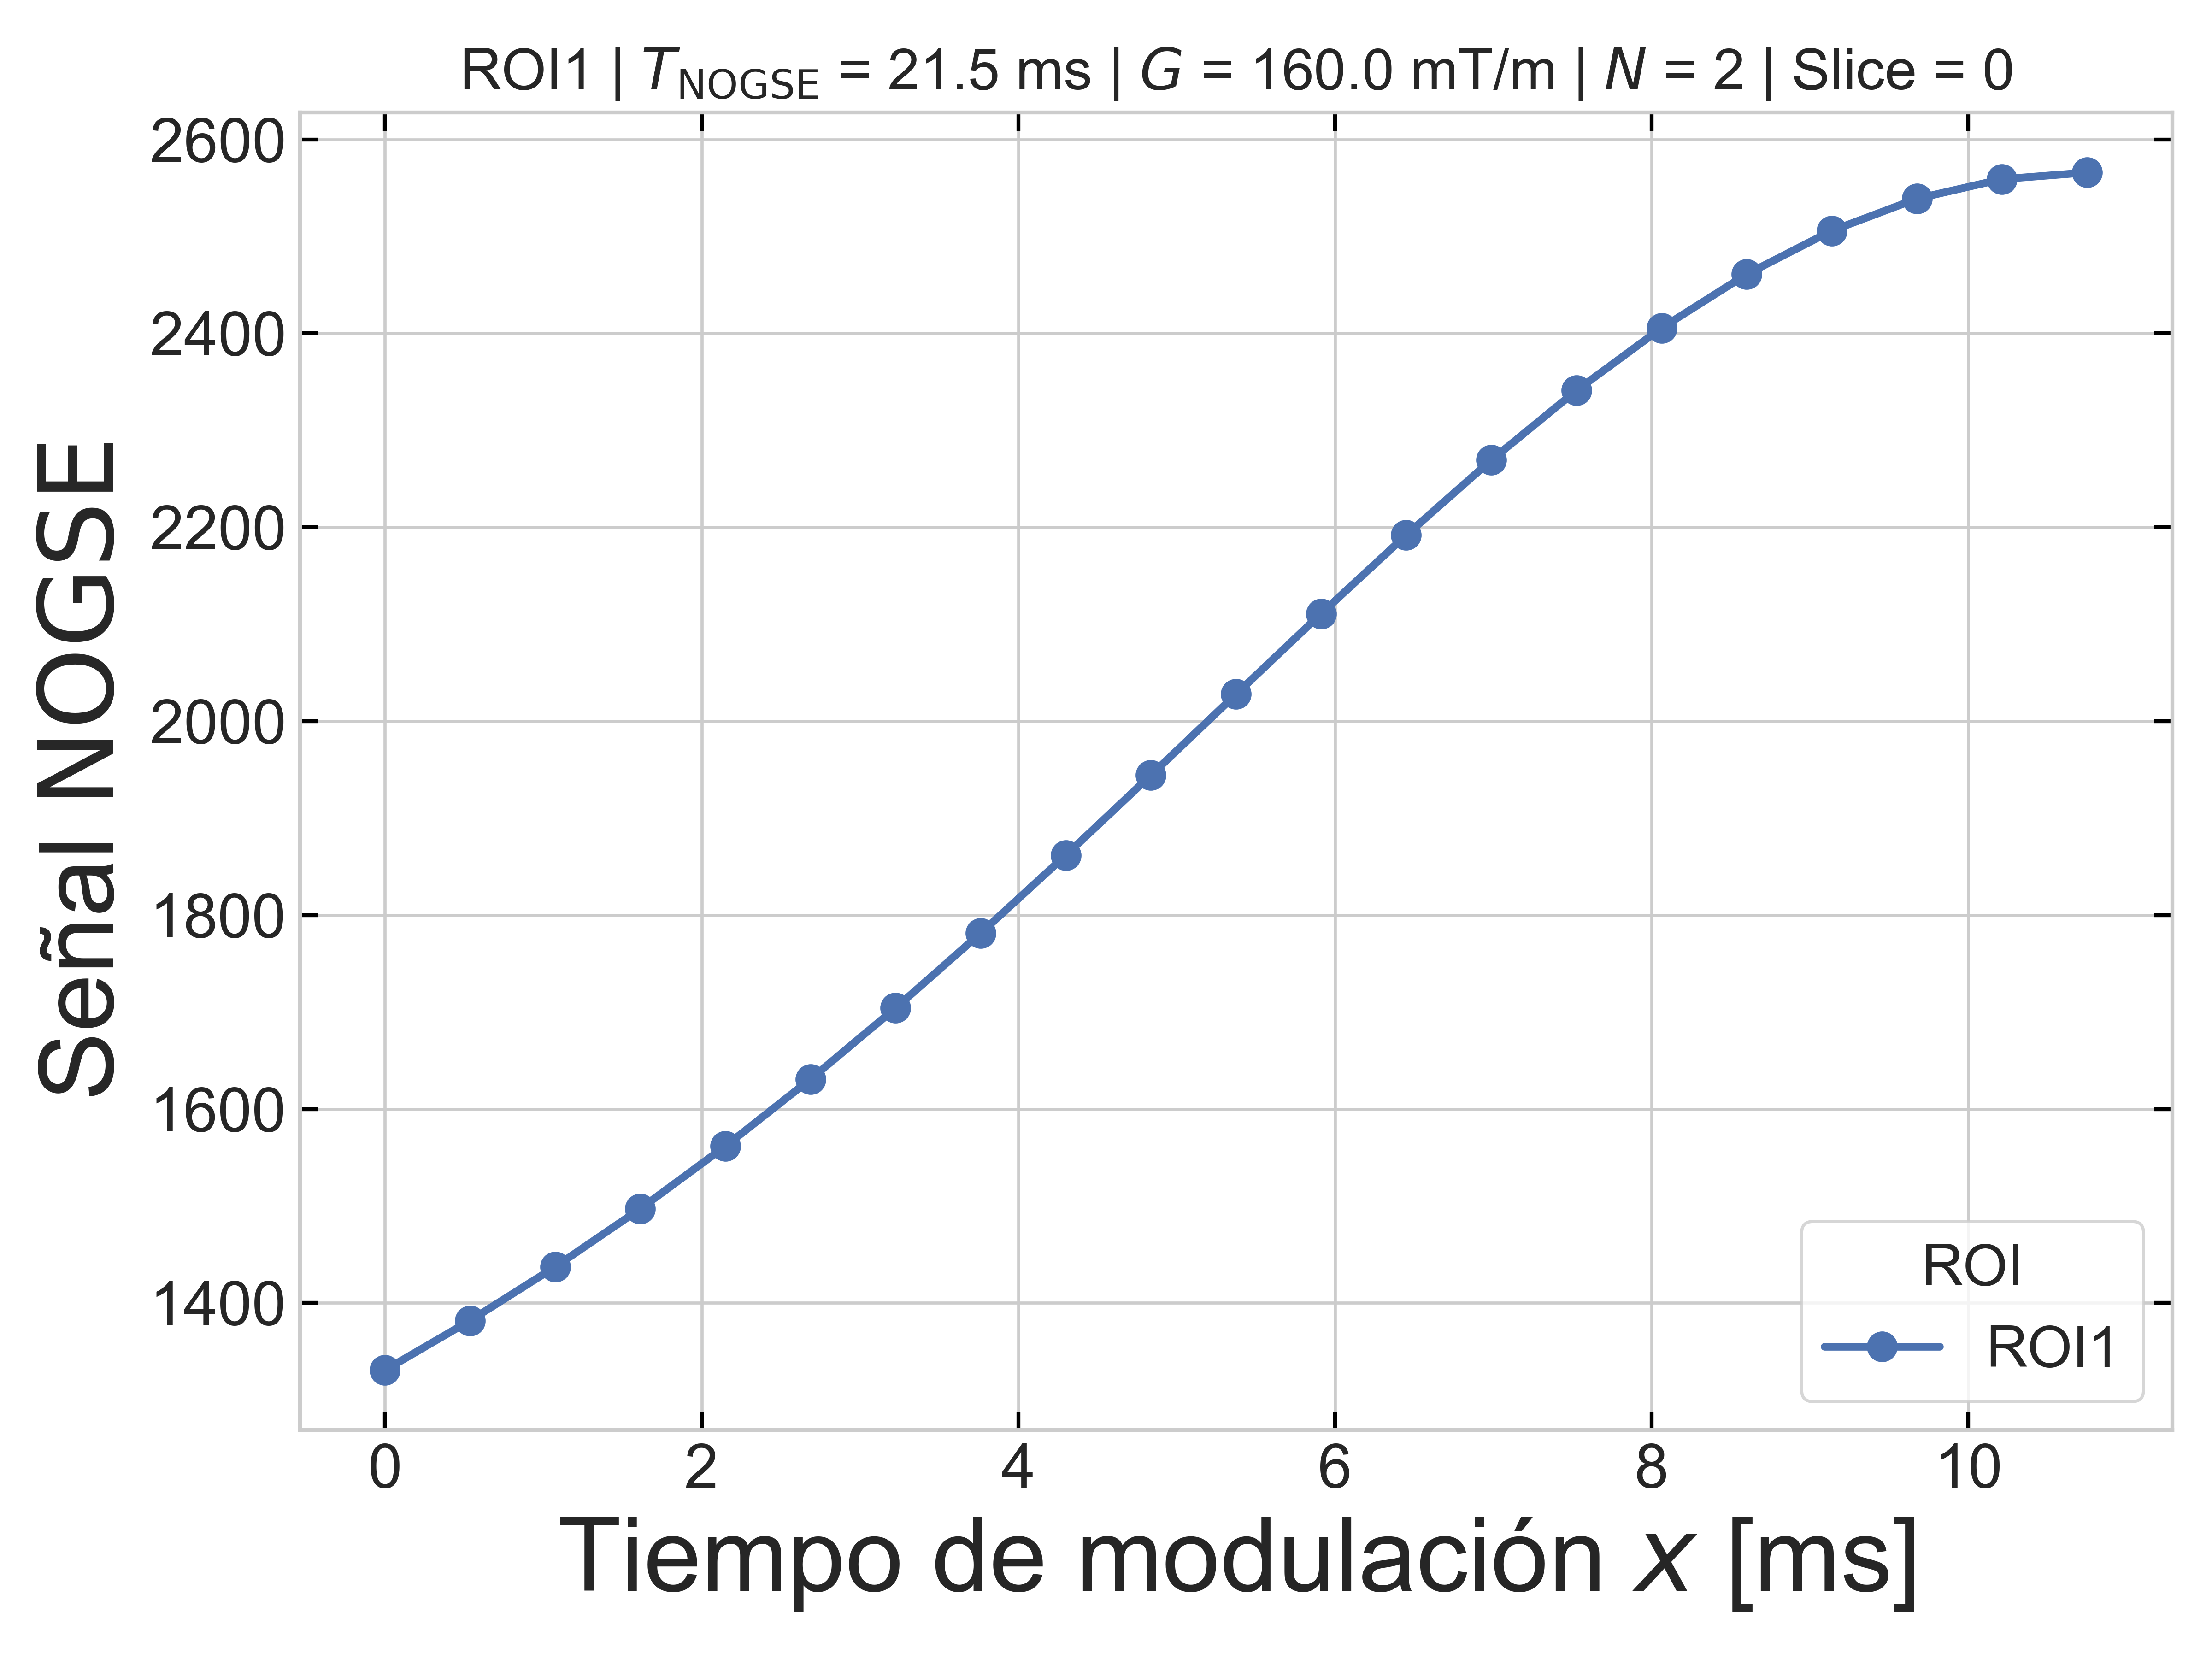 ROI1 | T_NOGSE = 21.5 ms | G = 160.0 mT/m | N = 2 | Slice = 0
Señal NOGSE
2600
2400
2200
2000
1800
1600
1400
0 2 4 6 8 10
Tiempo de modulación x [ms]
ROI
ROI1